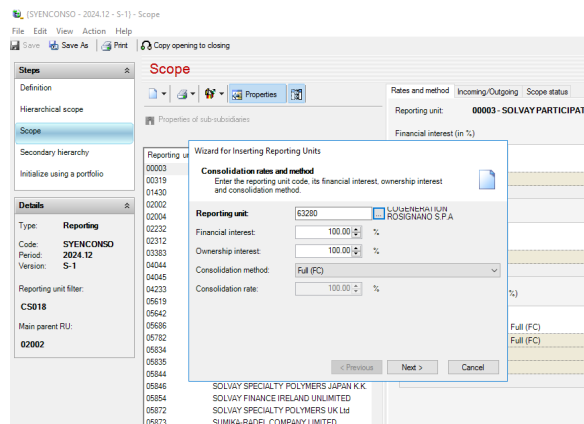 (SYENCONSO - 2024.12 - S-1) - Scope
File Edit View Action Help
Save Save As Print Copy opening to closing
Steps
Definition
Hierarchical scope
Scope
Secondary hierarchy
Initialize using a portfolio
Details
Type: Reporting
Code: SYENCONSO
Period: 2024.12
Version: S-1
Reporting unit filter:
CS018
Main parent RU:
02002
Scope
Properties
Properties of sub-subsidiaries
Reporting un
00003
00319
01430
02002
02004
02232
02312
03383
04044
04045
04233
05619
05642
05686
05782
05834
05835
05844
05846 SOLVAY SPECIALTY POLYMERS JAPAN K.K.
05854 SOLVAY FINANCE IRELAND UNLIMITED
05872 SOLVAY SPECIALTY POLYMERS UK Ltd
05873 SUMIKA-RADEL COMPANY LIMITED
Rates and method Incoming/Outgoing Scope status
Reporting unit: 00003 - SOLVAY PARTICIPAT
Financial interest (in %)
%)
Full (FC)
Full (FC)
Wizard for Inserting Reporting Units
Consolidation rates and method
Enter the reporting unit code, its financial interest, ownership interest
and consolidation method.
Reporting unit: 63280 ... COGENERATION
ROSIGNANO S.P.A
Financial interest: 100.00 %
Ownership interest: 100.00 %
Consolidation method: Full (FC)
Consolidation rate: 100.00 %
< Previous Next > Cancel